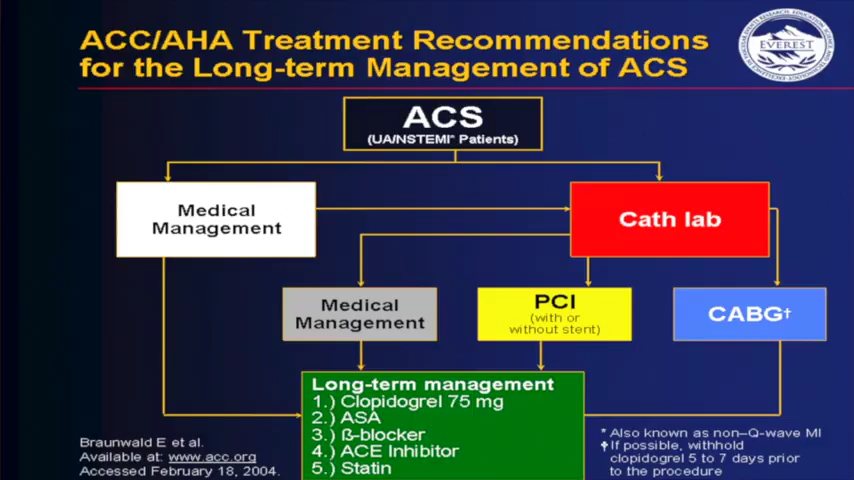 ACC/AHA Treatment Recommendations
for the Long-term Management of ACS
EVEREST
ACS
(UA/NSTEMI* Patients)
Medical
Management
Cath lab
Medical
Management
PCI
(with or
without stent)
CABG†
Long-term management
1.) Clopidogrel 75 mg
2.) ASA
3.) ß-blocker
4.) ACE Inhibitor
5.) Statin
Braunwald E et al.
Available at: www.acc.org
Accessed February 18, 2004.
* Also known as non–Q-wave MI
† If possible, withhold
clopidogrel 5 to 7 days prior
to the procedure